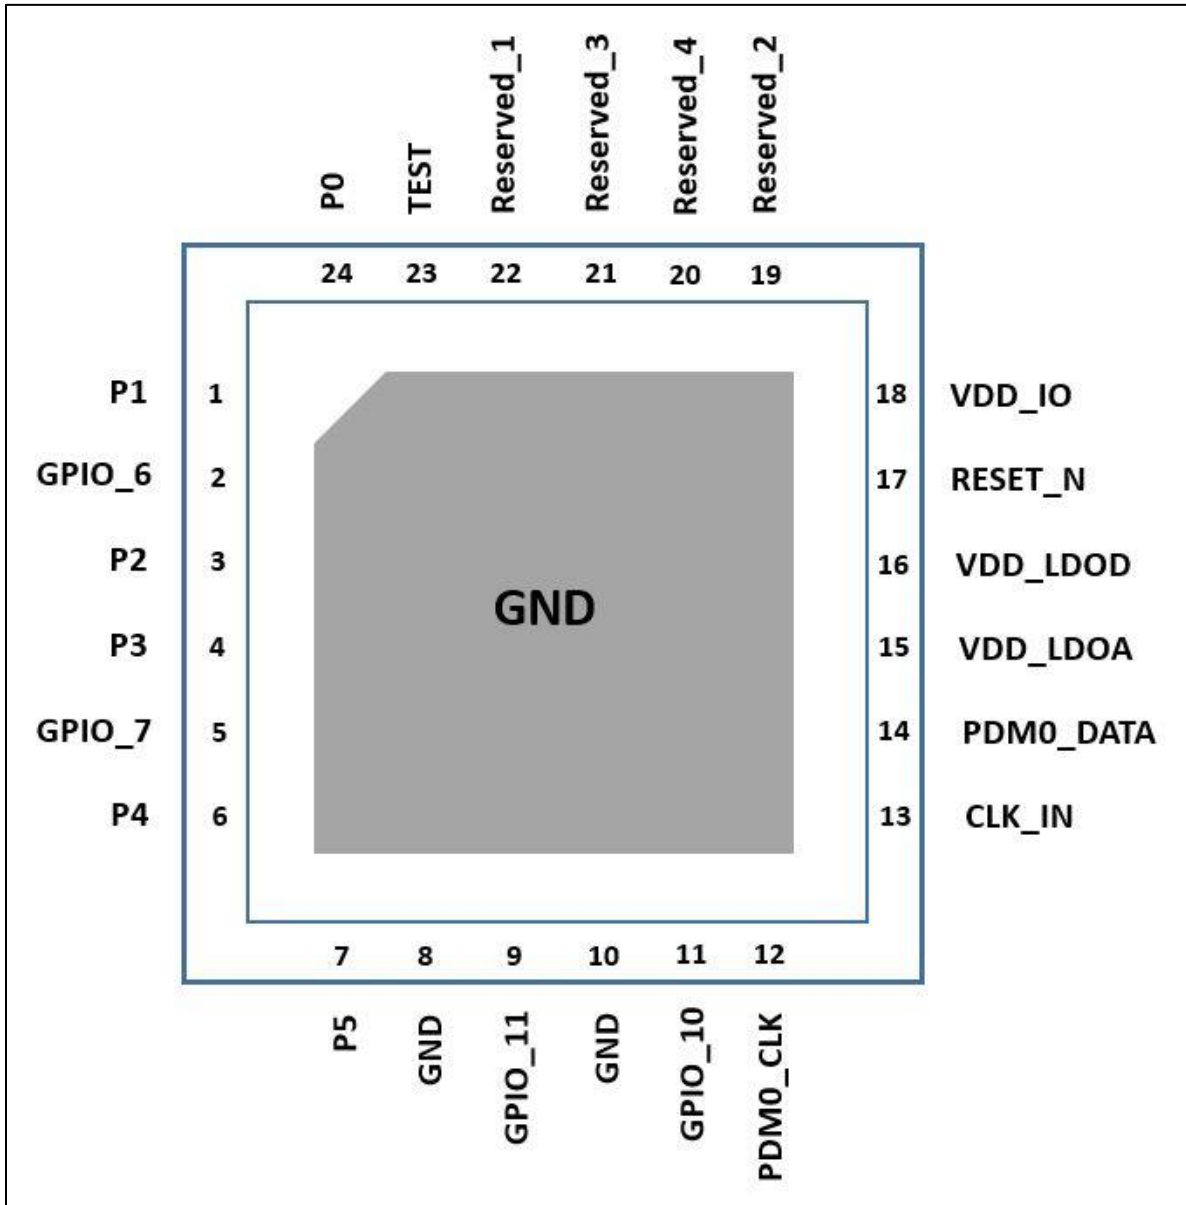 P0
TEST
Reserved_1
Reserved_3
Reserved_4
Reserved_2
24 23 22 21 20 19
P1 1 18 VDD_IO
GPIO_6 2 17 RESET_N
P2 3 16 VDD_LDOD
GND
P3 4 15 VDD_LDOA
GPIO_7 5 14 PDM0_DATA
P4 6 13 CLK_IN
7 8 9 10 11 12
P5
GND
GPIO_11
GND
GPIO_10
PDM0_CLK